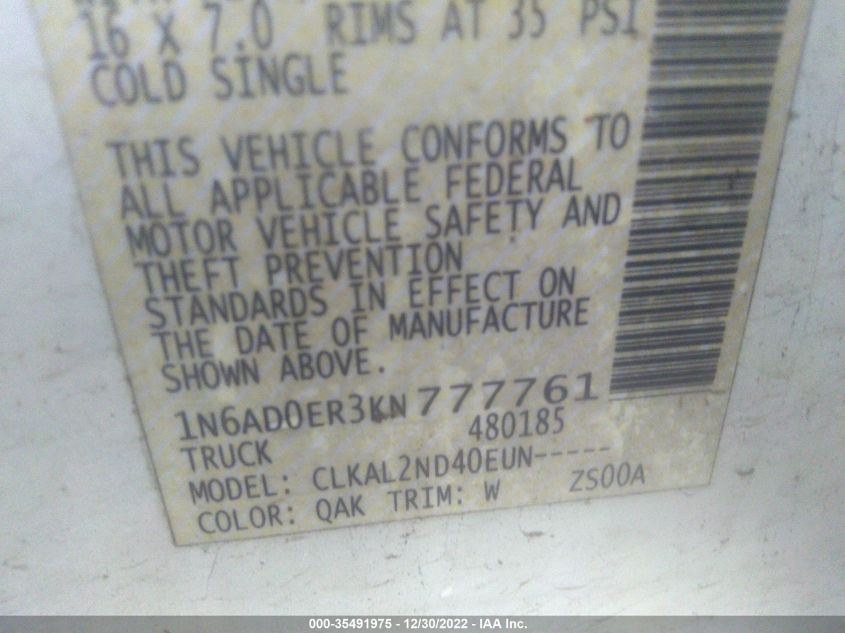 16 X 7.0 RIMS AT 35 PSI
COLD SINGLE
THIS VEHICLE CONFORMS TO
ALL APPLICABLE FEDERAL
MOTOR VEHICLE SAFETY AND
THEFT PREVENTION
STANDARDS IN EFFECT ON
THE DATE OF MANUFACTURE
SHOWN ABOVE.
1N6AD0ER3KN777761
TRUCK 480185
MODEL: CLKAL2ND40EUN-----
COLOR: QAK TRIM: W ZS00A
000-35491975 - 12/30/2022 - IAA Inc.